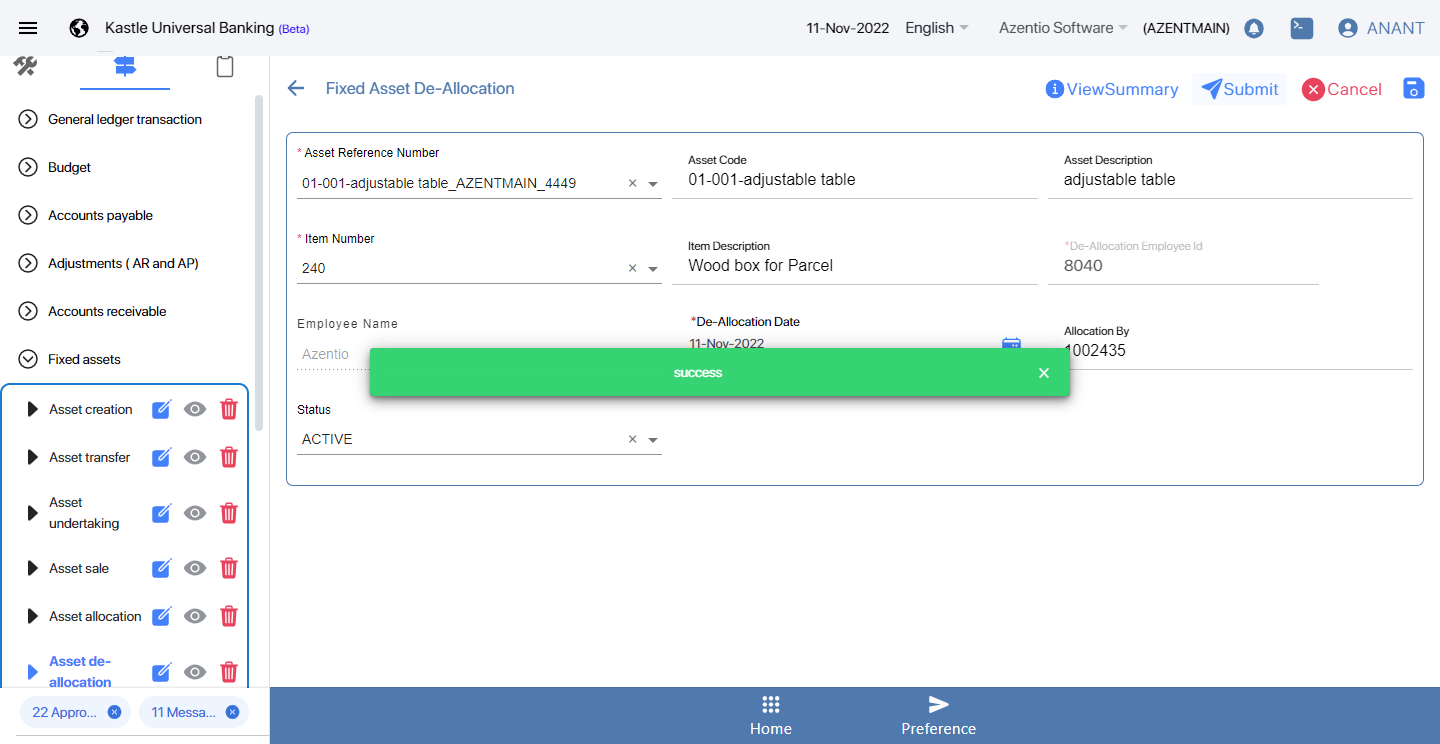 Kastle Universal Banking (Beta)
11-Nov-2022
English
Azentio Software
(AZENTMAIN)
ANANT
General ledger transaction
Budget
Accounts payable
Adjustments ( AR and AP)
Accounts receivable
Fixed assets
Asset creation
Asset transfer
Asset
undertaking
Asset sale
Asset allocation
Asset de-
allocation
22 Appro...
11 Messa...
Fixed Asset De-Allocation
ViewSummary
Submit
Cancel
* Asset Reference Number
01-001-adjustable table_AZENTMAIN_4449
Asset Code
01-001-adjustable table
Asset Description
adjustable table
* Item Number
240
Item Description
Wood box for Parcel
*De-Allocation Employee Id
8040
Employee Name
Azentio
*De-Allocation Date
11-Nov-2022
Allocation By
1002435
success
Status
ACTIVE
Home
Preference